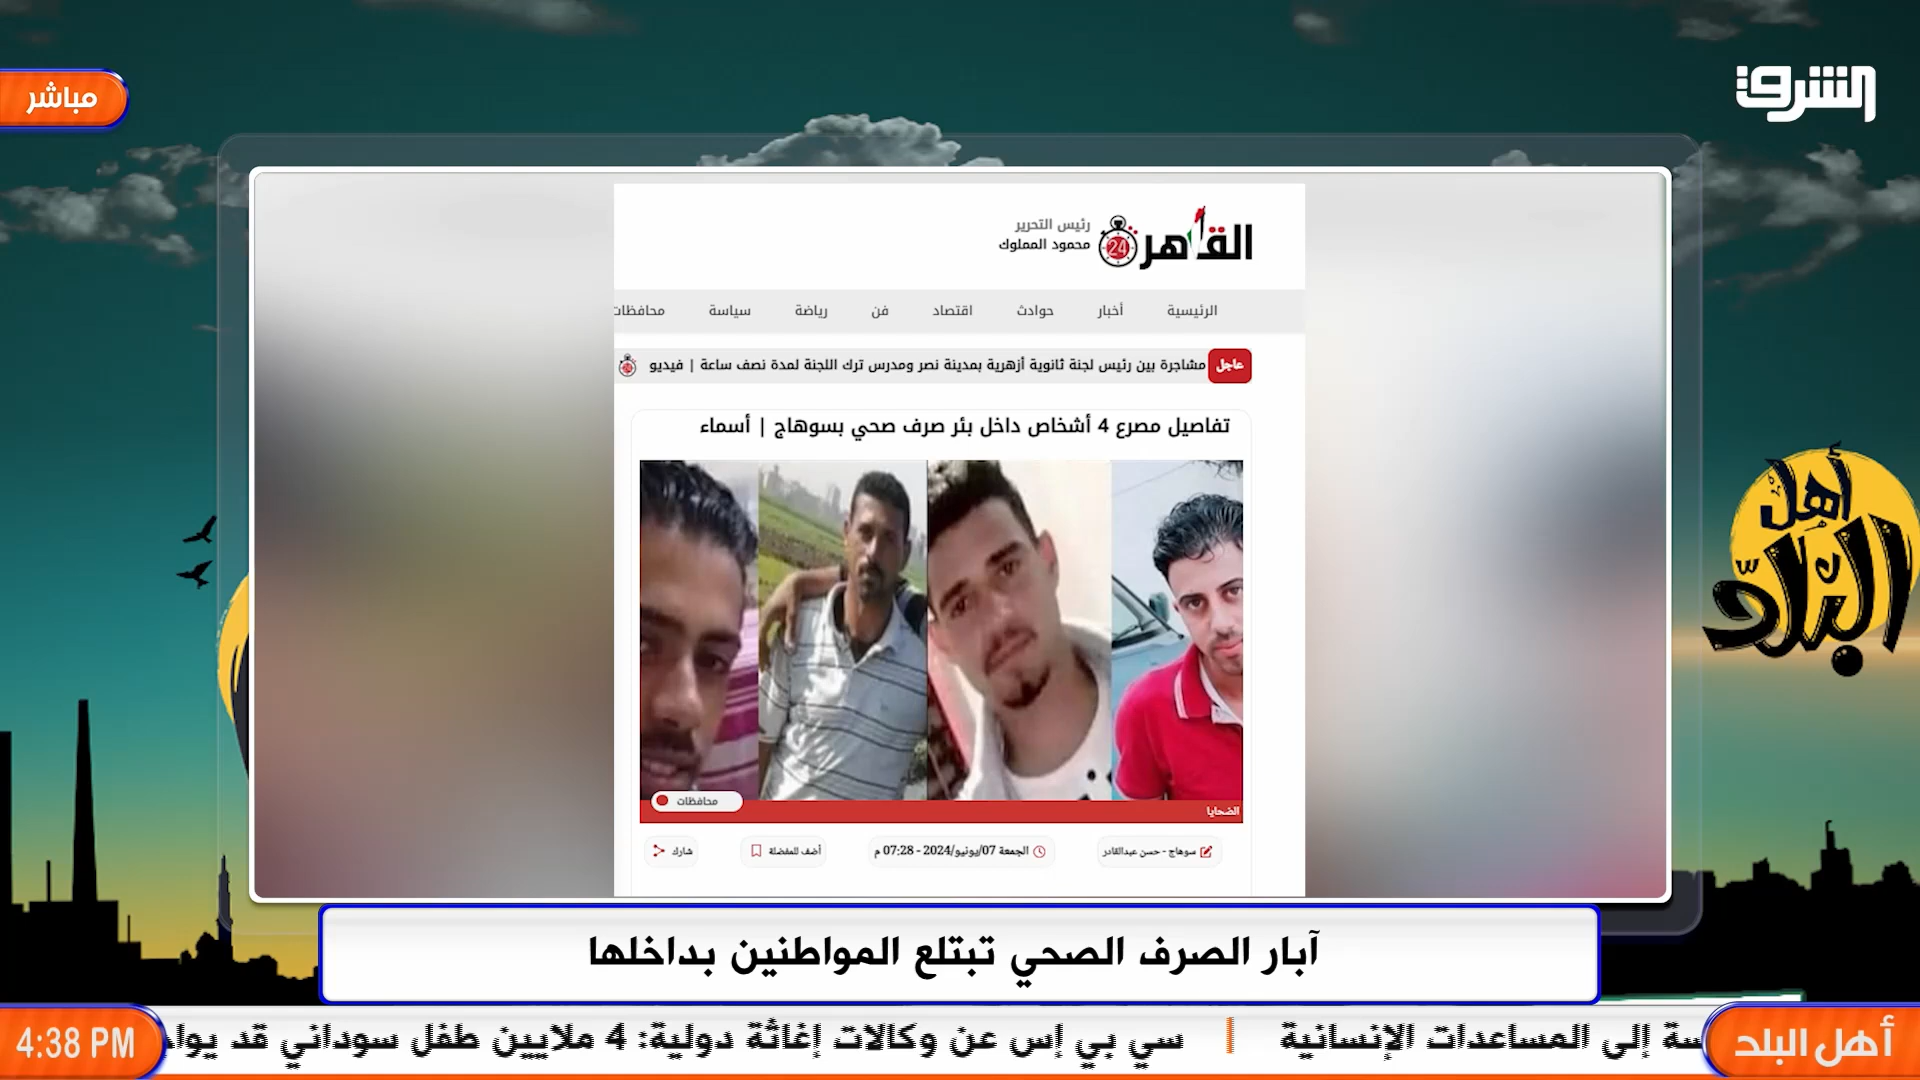 مباشر
الشرق
القاهرة 24
رئيس التحرير
محمود المملوك
الرئيسية
أخبار
حوادث
اقتصاد
فن
رياضة
سياسة
محافظات
عاجل
مشاجرة بين رئيس لجنة ثانوية أزهرية بمدينة نصر ومدرس ترك اللجنة لمدة نصف ساعة | فيديو
تفاصيل مصرع 4 أشخاص داخل بئر صرف صحي بسوهاج | أسماء
محافظات
الضحايا
سوهاج - حسن عبدالقادر
الجمعة 07/يونيو/2024 - 07:28 م
أضف للمفضلة
شارك
أهل البلد
آبار الصرف الصحي تبتلع المواطنين بداخلها
أهل البلد
سة إلى المساعدات الإنسانية | سي بي إس عن وكالات إغاثة دولية: 4 ملايين طفل سوداني قد يوا
4:38 PM